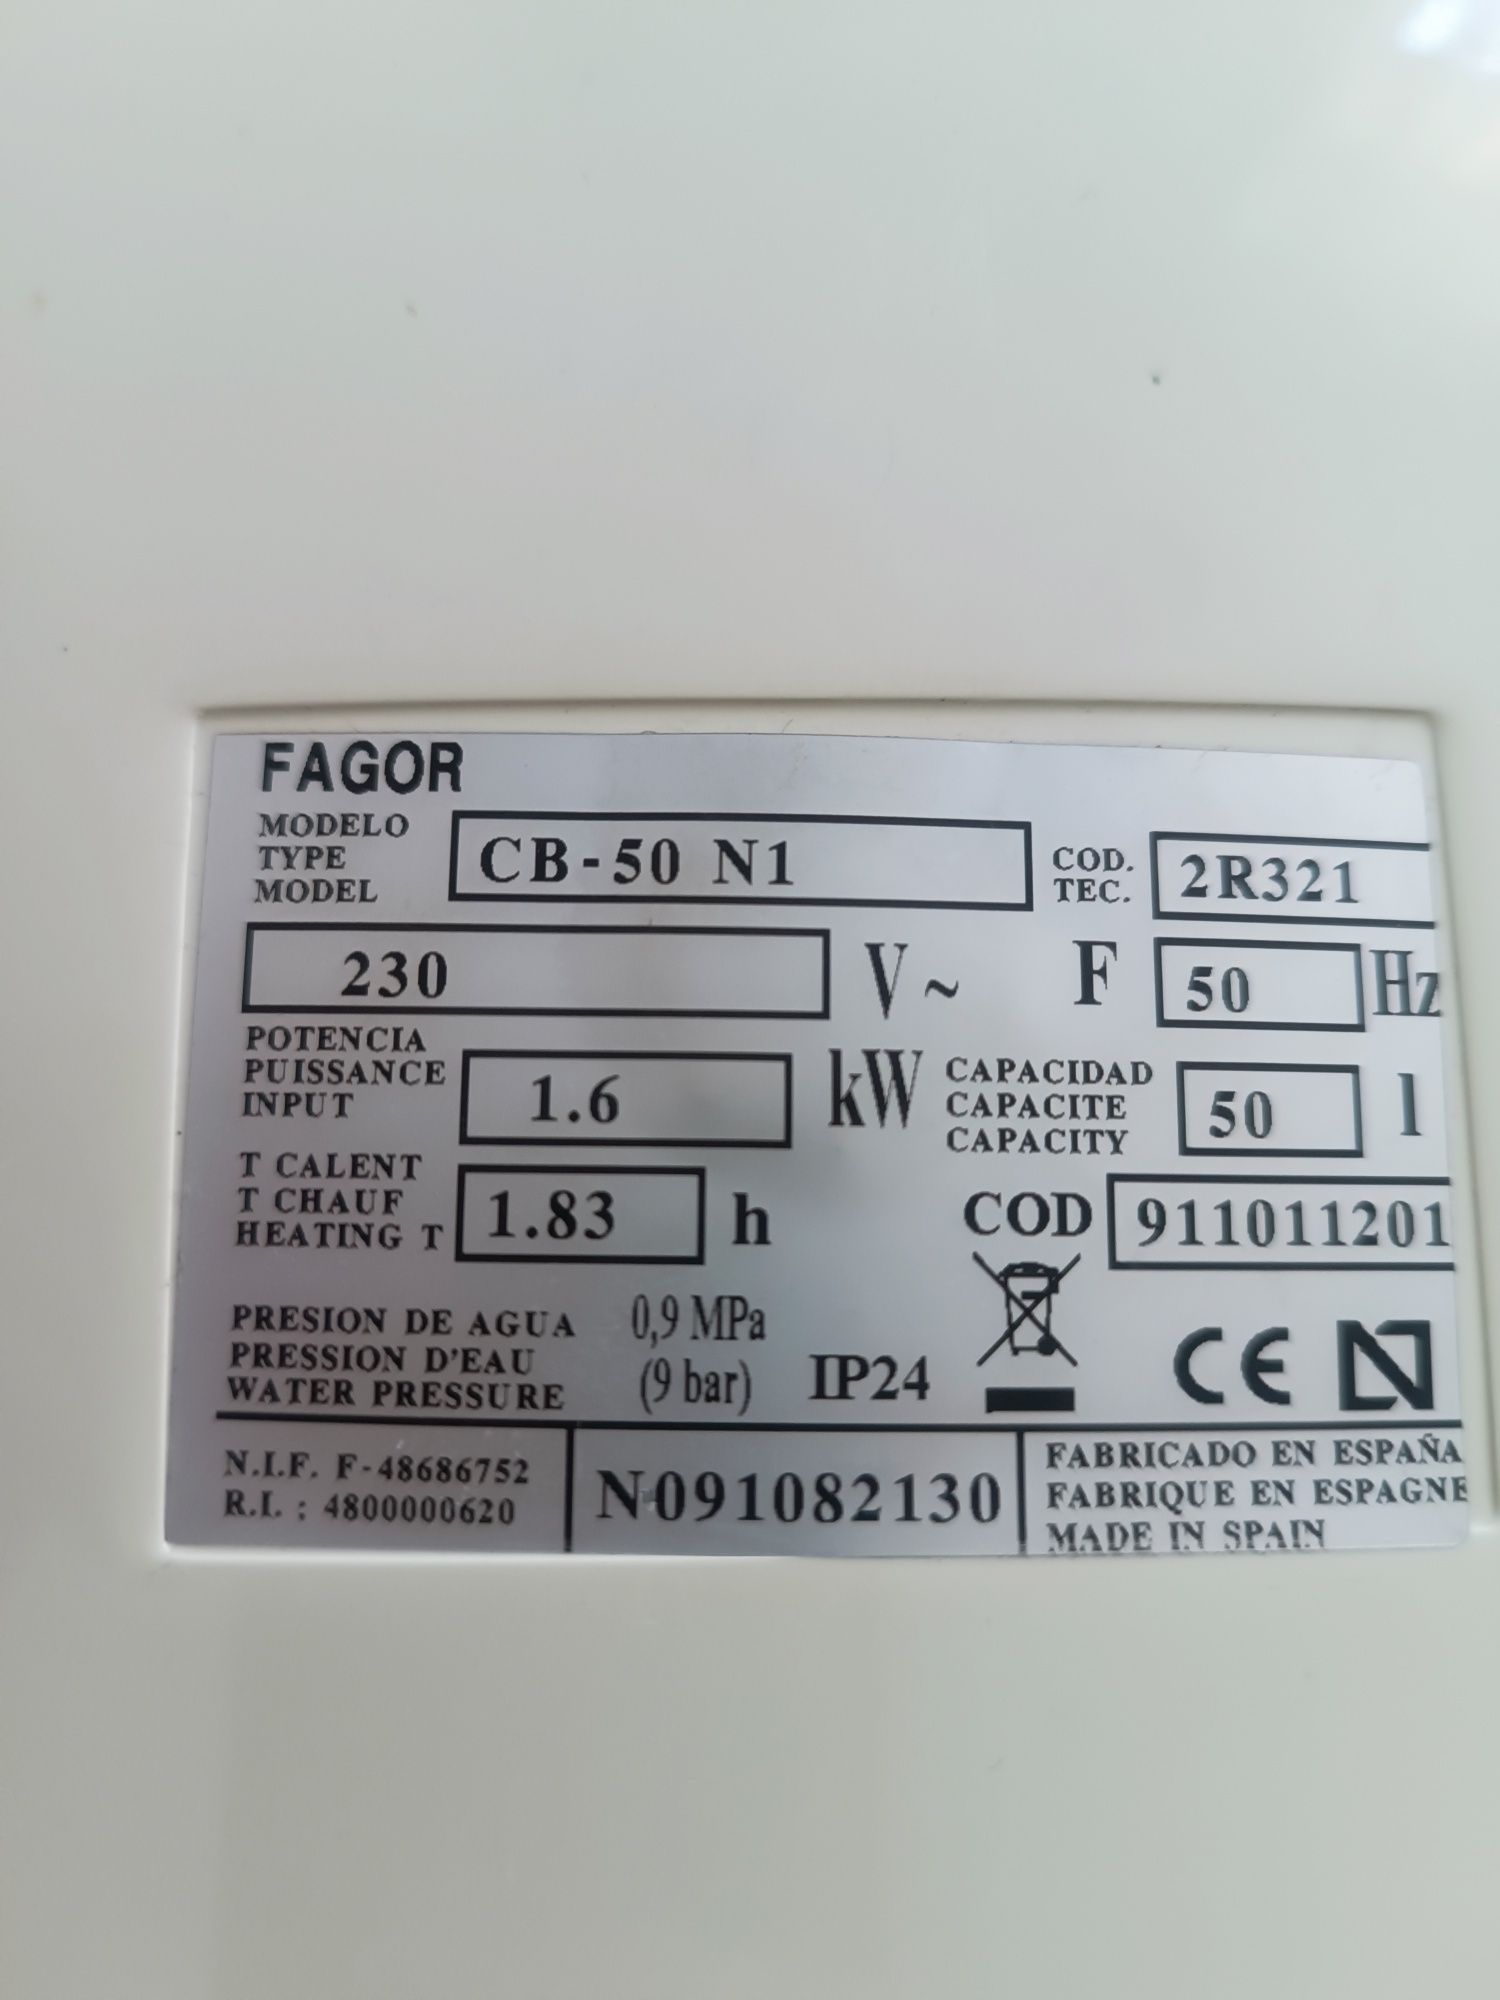 FAGOR
MODELO
TYPE
MODEL
CB-50 N1
COD.
TEC.
2R321
230 V~ F 50 Hz
POTENCIA
PUISSANCE
INPUT
1.6 kW
CAPACIDAD
CAPACITE
CAPACITY
50 l
T CALENT
T CHAUF
HEATING T
1.83 h
COD 911011201
PRESION DE AGUA
PRESSION D'EAU
WATER PRESSURE
0,9 MPa
(9 bar)
IP24
CE N
N.I.F. F-48686752
R.I. : 4800000620
N091082130
FABRICADO EN ESPAÑA
FABRIQUE EN ESPAGNE
MADE IN SPAIN